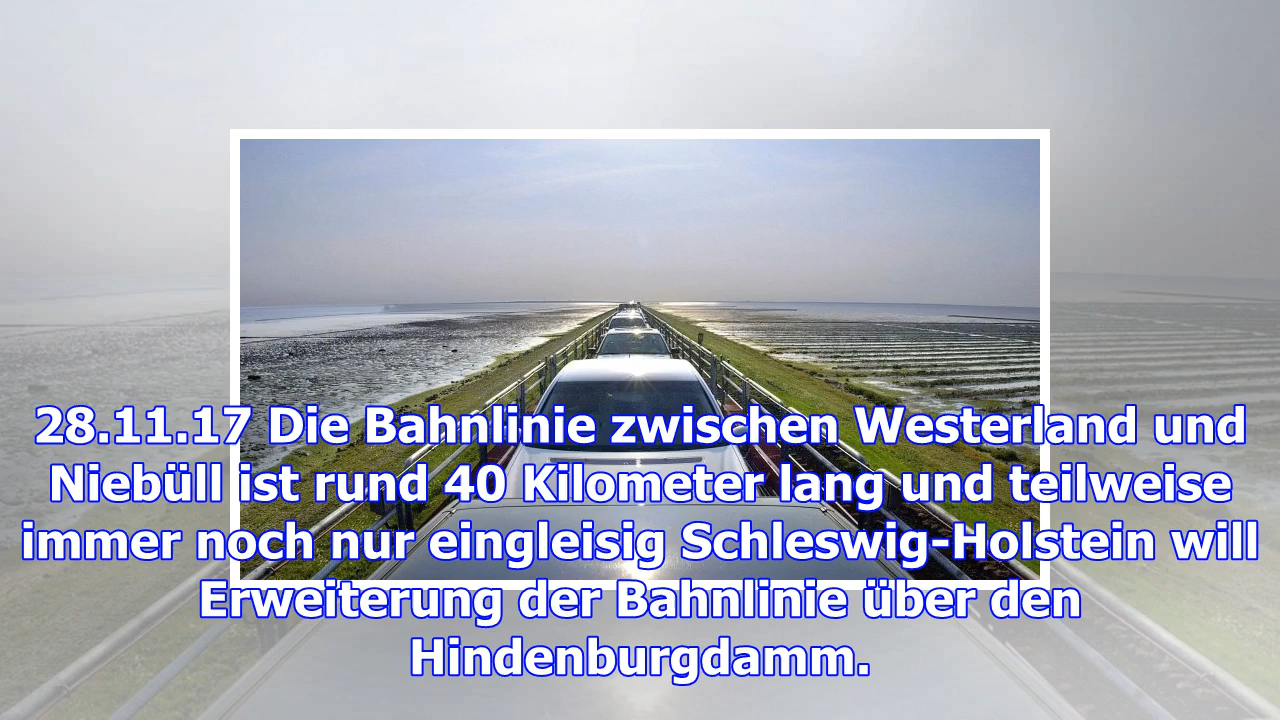 28.11.17 Die Bahnlinie zwischen Westerland und
Niebüll ist rund 40 Kilometer lang und teilweise
immer noch nur eingleisig Schleswig-Holstein will
Erweiterung der Bahnlinie über den
Hindenburgdamm.